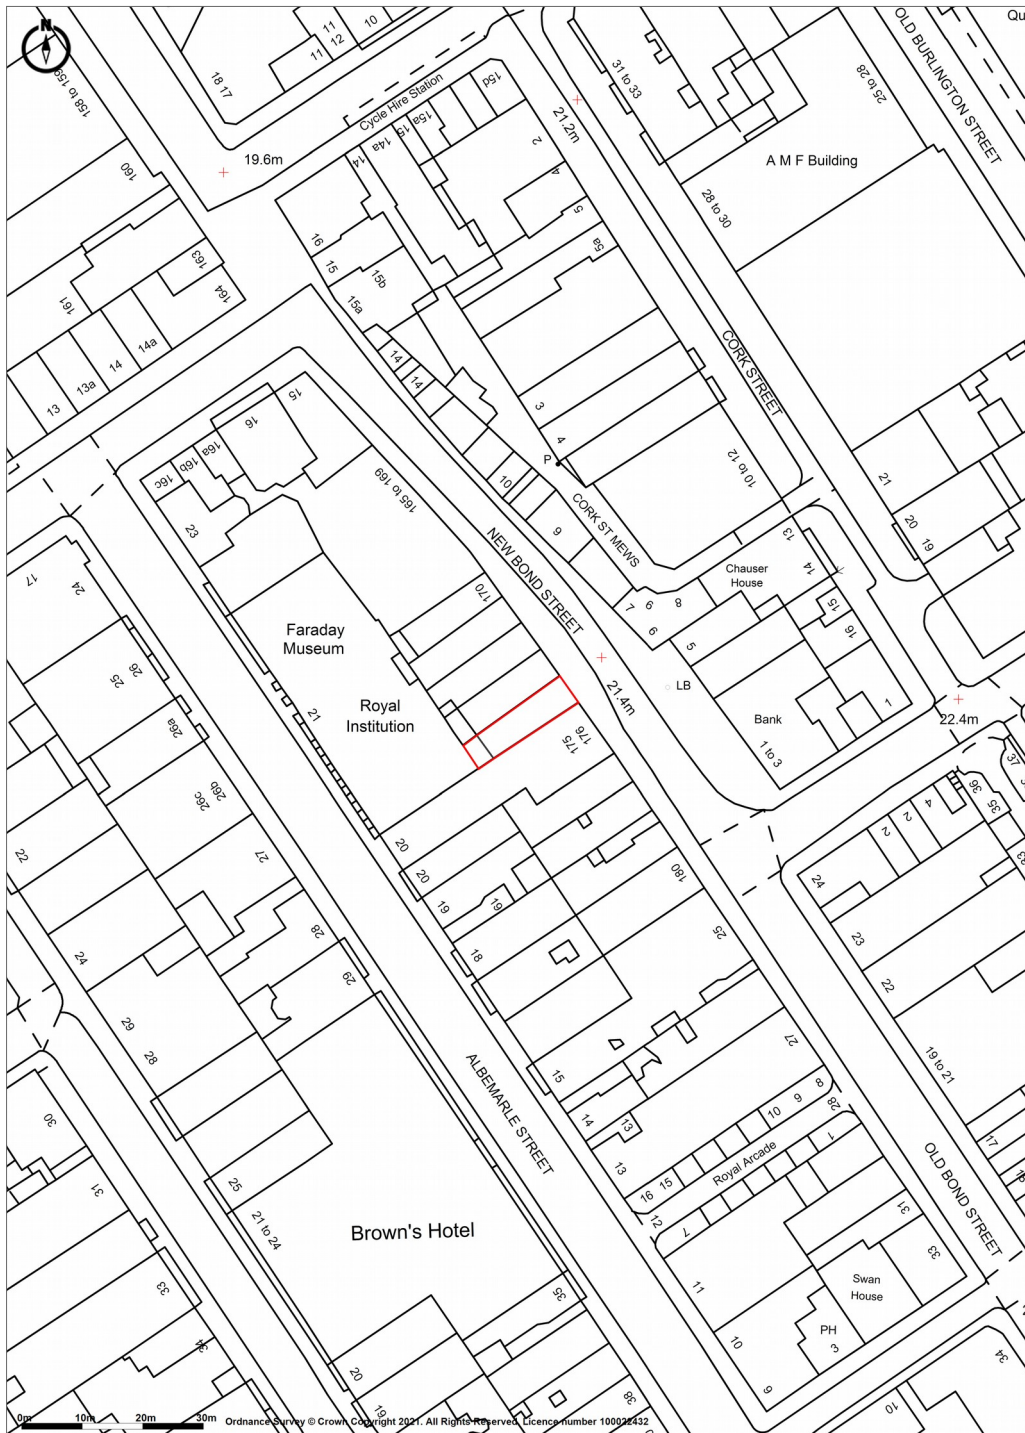 N
Qu
11
12
10
11
18 17
158 to 159
160
19.6m
Cycle Hire Station
15d
15a
15
14a
14
2
4
5
5a
21.2m
31 to 33
25 to 28
OLD BURLINGTON STREET
A M F Building
28 to 30
163
164
161
16
15
15b
15a
14a
14
13a
13
14
14
CORK STREET
3
4
P
10
9
CORK ST MEWS
10 to 12
21
20
19
15
16
16a
16b
16c
23
165 to 169
NEW BOND STREET
170
13
14
Chauser
House
15
16
8
9
7
6
5
LB
1
Bank
1 to 3
22.4m
21.4m
17
24
25
26
26a
26b
26c
Faraday
Museum
21
Royal
Institution
175
176
20
20
19
19
18
180
25
37
36
35
4
2
2
24
23
22
19 to 21
17
22
27
24
28
29
29
28
15
27
14
13
13
ALBEMARLE STREET
8
9
10
28
1
Royal Arcade
16
15
12
7
OLD BOND STREET
31
33
Swan
House
PH
3
11
10
9
34
10
30
31
25
21 to 24
Brown's Hotel
33
34
35
20
19
38
0m
10m
20m
30m
Ordnance Survey © Crown Copyright 2021. All Rights Reserved. Licence number 100022432